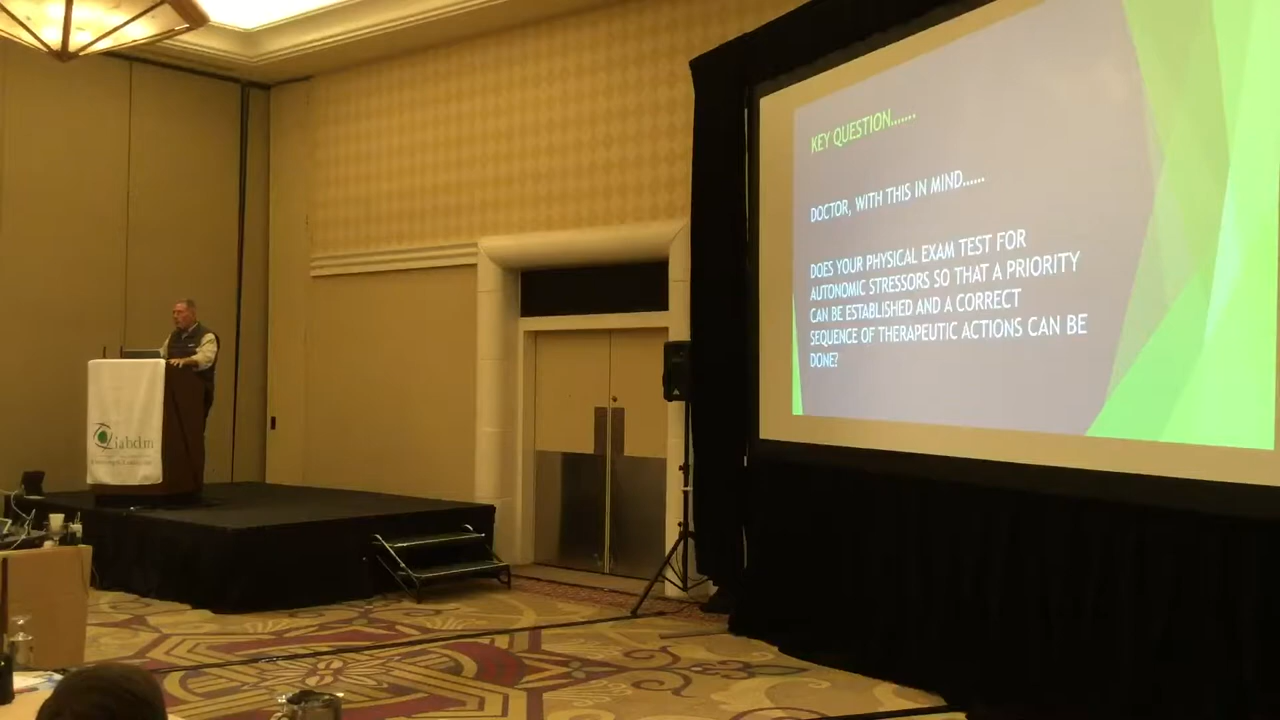 KEY QUESTION.......
DOCTOR, WITH THIS IN MIND......
DOES YOUR PHYSICAL EXAM TEST FOR
AUTONOMIC STRESSORS SO THAT A PRIORITY
CAN BE ESTABLISHED AND A CORRECT
SEQUENCE OF THERAPEUTIC ACTIONS CAN BE
DONE?
iabdm